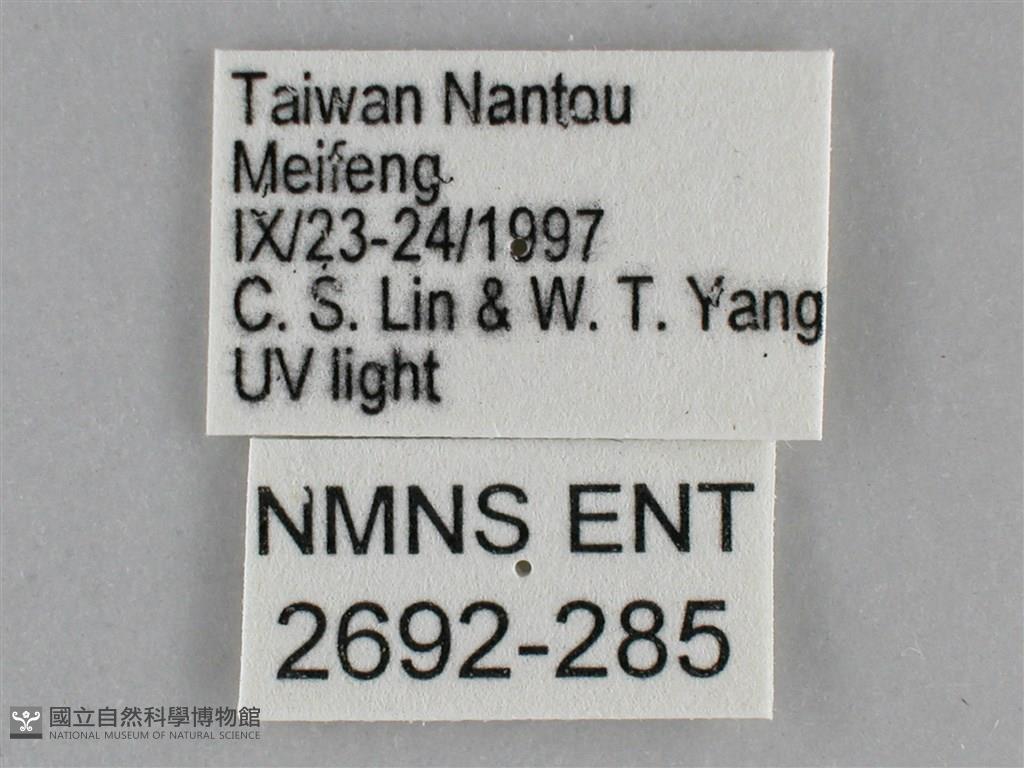 Taiwan Nantou
Meifeng
IX/23-24/1997
C. S. Lin & W. T. Yang
UV light
NMNS ENT
2692-285
國立自然科學博物館
NATIONAL MUSEUM OF NATURAL SCIENCE